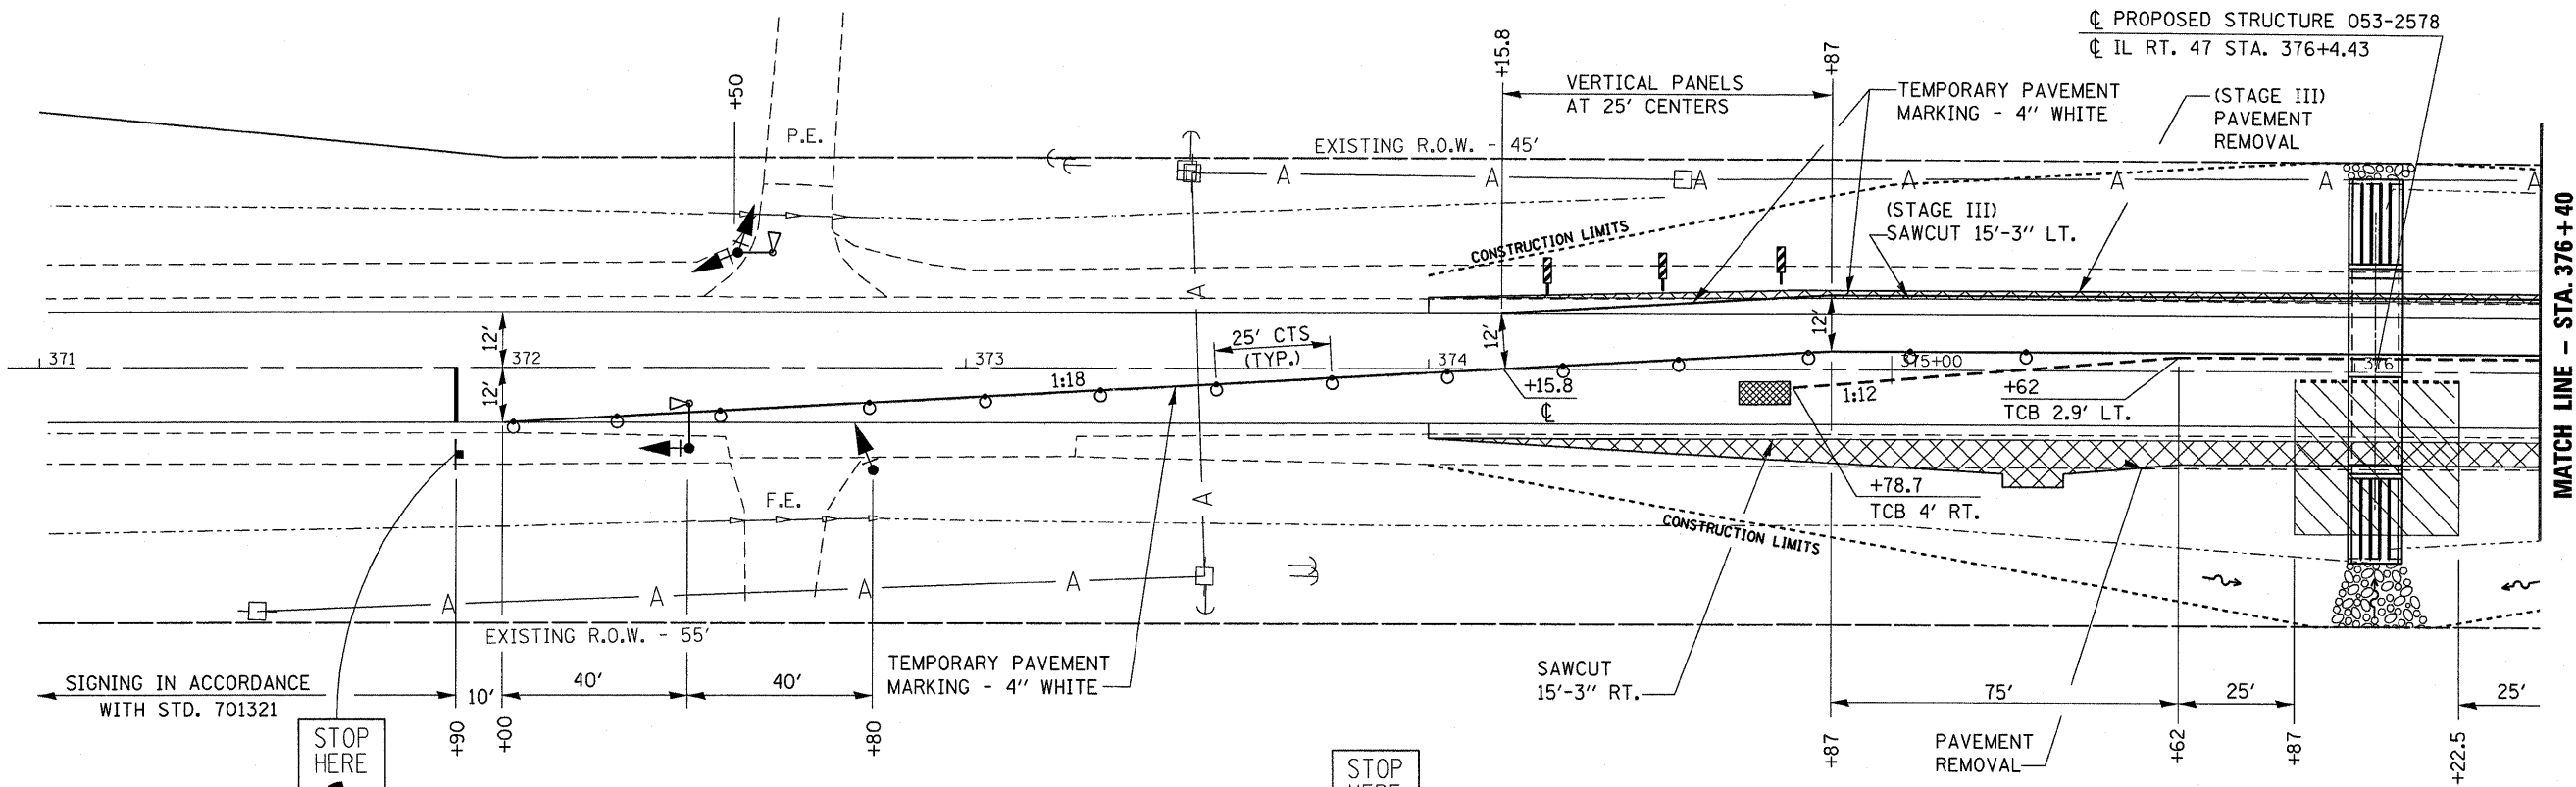 ℄ PROPOSED STRUCTURE 053-2578
℄ IL RT. 47 STA. 376+4.43
+50
+15.8
+87
VERTICAL PANELS
AT 25' CENTERS
TEMPORARY PAVEMENT
MARKING - 4" WHITE
(STAGE III)
PAVEMENT
REMOVAL
P.E.
EXISTING R.O.W. - 45'
A
A
A
A
A
A
A
(STAGE III)
SAWCUT 15'-3" LT.
CONSTRUCTION LIMITS
MATCH LINE - STA. 376+40
A
12'
12'
12'
12'
25' CTS
(TYP.)
371
372
373
374
375+00
376
1:18
+15.8
℄
1:12
+62
TCB 2.9' LT.
+78.7
TCB 4' RT.
F.E.
A
CONSTRUCTION LIMITS
A
A
A
A
EXISTING R.O.W. - 55'
SIGNING IN ACCORDANCE
WITH STD. 701321
10'
40'
40'
TEMPORARY PAVEMENT
MARKING - 4" WHITE
SAWCUT
15'-3" RT.
75'
25'
25'
+90
+00
+80
+87
PAVEMENT
REMOVAL
+62
+87
+22.5
STOP
HERE
STOP
HERE